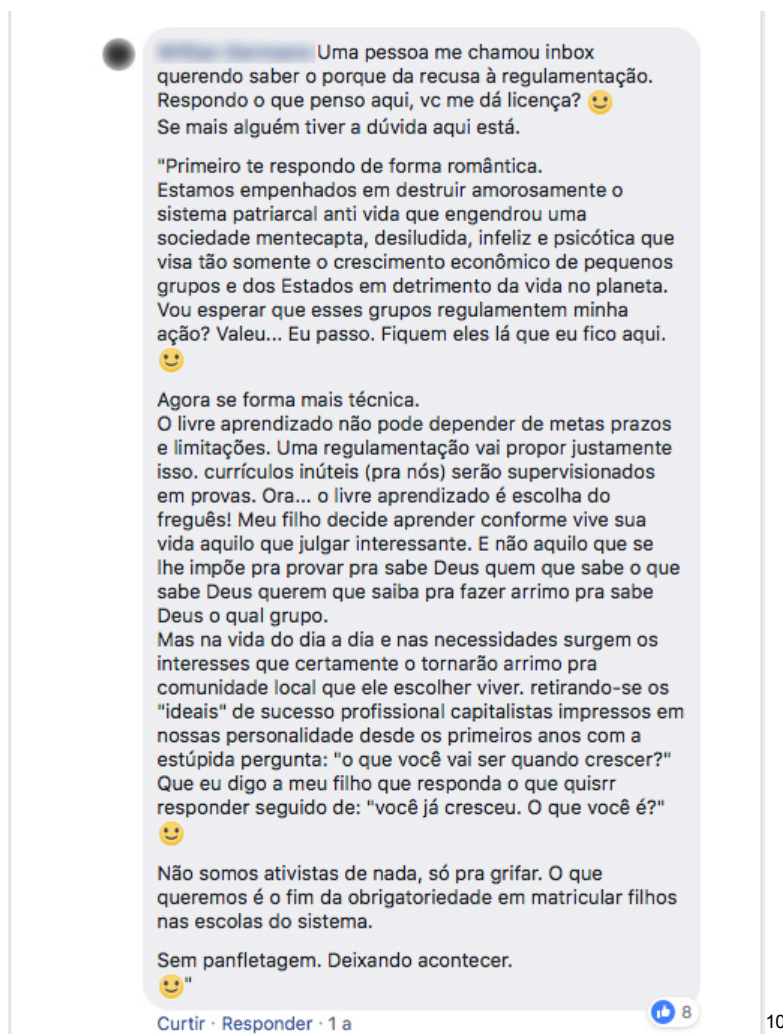 Uma pessoa me chamou inbox
querendo saber o porque da recusa à regulamentação.
Respondo o que penso aqui, vc me dá licença? 🙂
Se mais alguém tiver a dúvida aqui está.
"Primeiro te respondo de forma romântica.
Estamos empenhados em destruir amorosamente o
sistema patriarcal anti vida que engendrou uma
sociedade mentecapta, desiludida, infeliz e psicótica que
visa tão somente o crescimento econômico de pequenos
grupos e dos Estados em detrimento da vida no planeta.
Vou esperar que esses grupos regulamentem minha
ação? Valeu... Eu passo. Fiquem eles lá que eu fico aqui.
🙂
Agora se forma mais técnica.
O livre aprendizado não pode depender de metas prazos
e limitações. Uma regulamentação vai propor justamente
isso. currículos inúteis (pra nós) serão supervisionados
em provas. Ora... o livre aprendizado é escolha do
freguês! Meu filho decide aprender conforme vive sua
vida aquilo que julgar interessante. E não aquilo que se
lhe impõe pra provar pra sabe Deus quem que sabe o que
sabe Deus querem que saiba pra fazer arrimo pra sabe
Deus o qual grupo.
Mas na vida do dia a dia e nas necessidades surgem os
interesses que certamente o tornarão arrimo pra
comunidade local que ele escolher viver. retirando-se os
"ideais" de sucesso profissional capitalistas impressos em
nossas personalidade desde os primeiros anos com a
estúpida pergunta: "o que você vai ser quando crescer?"
Que eu digo a meu filho que responda o que quisrr
responder seguido de: "você já cresceu. O que você é?"
🙂
Não somos ativistas de nada, só pra grifar. O que
queremos é o fim da obrigatoriedade em matricular filhos
nas escolas do sistema.
Sem panfletagem. Deixando acontecer.
🙂"
8
Curtir · Responder · 1 a